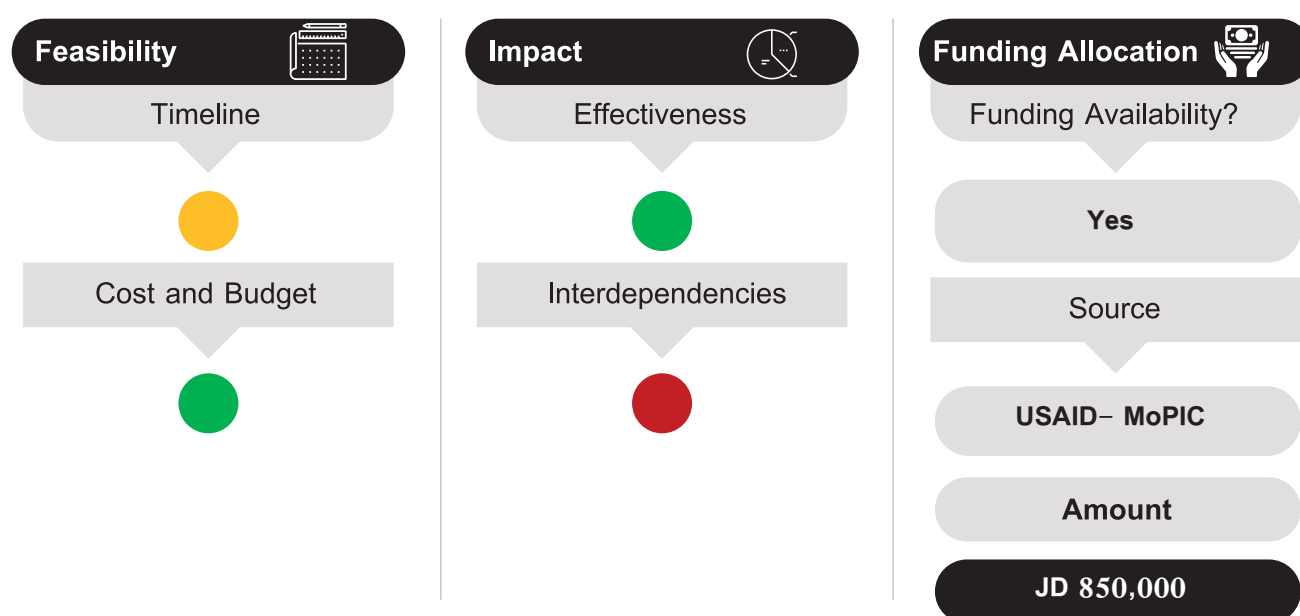 Feasibility
Timeline
Cost and Budget
Impact
Effectiveness
Interdependencies
Funding Allocation
Funding Availability?
Yes
Source
USAID– MoPIC
Amount
JD 850,000